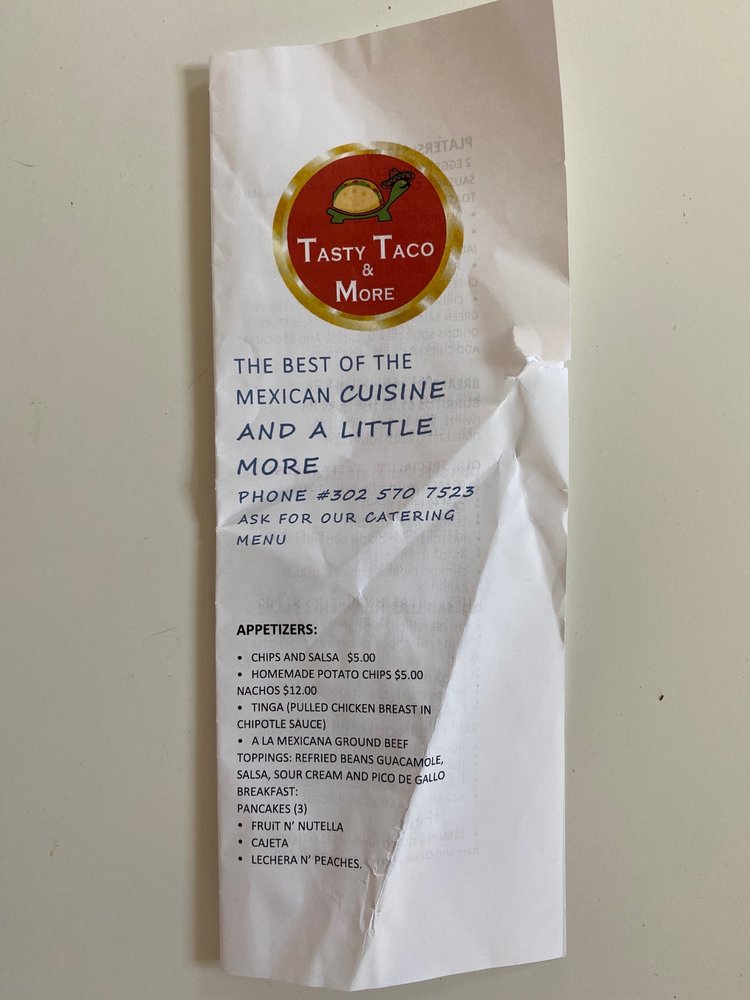 TASTY TACO
&
MORE
THE BEST OF THE
MEXICAN CUISINE
AND A LITTLE
MORE
PHONE #302 570 7523
ASK FOR OUR CATERING
MENU
APPETIZERS:
• CHIPS AND SALSA $5.00
• HOMEMADE POTATO CHIPS $5.00
NACHOS $12.00
• TINGA (PULLED CHICKEN BREAST IN
CHIPOTLE SAUCE)
• A LA MEXICANA GROUND BEEF
TOPPINGS: REFRIED BEANS GUACAMOLE,
SALSA, SOUR CREAM AND PICO DE GALLO
BREAKFAST:
PANCAKES (3)
• FRUiT N' NUTELLA
• CAJETA
• LECHERA N' PEACHES.